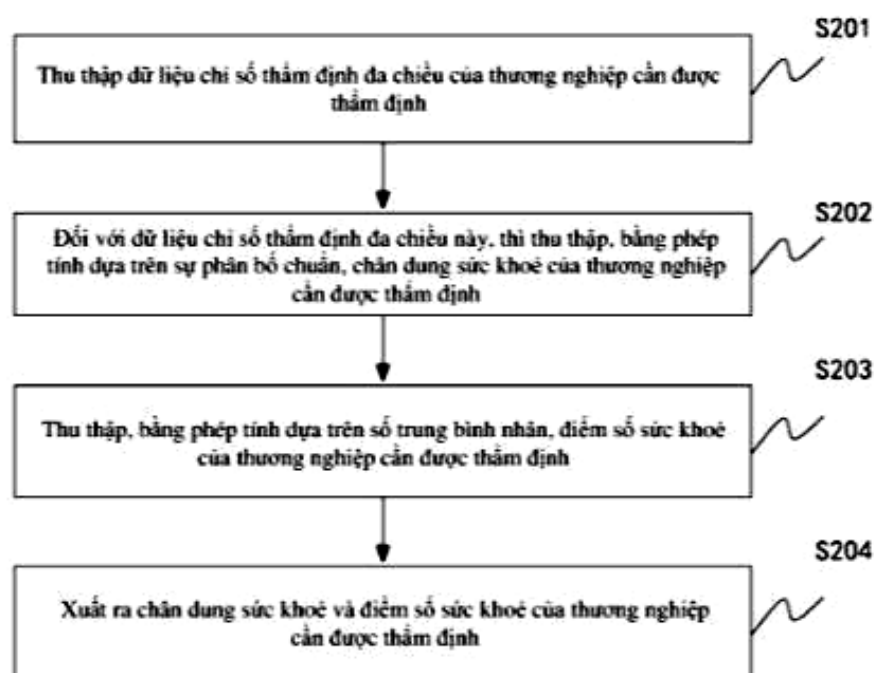 S201
Thu thập dữ liệu chỉ số thẩm định đa chiều của thương nghiệp cần được
thẩm định
S202
Đối với dữ liệu chỉ số thẩm định đa chiều này, thì thu thập, bằng phép
tính dựa trên sự phân bố chuẩn, chân dung sức khoẻ của thương nghiệp
cần được thẩm định
S203
Thu thập, bằng phép tính dựa trên số trung bình nhân, điểm số sức khoẻ
của thương nghiệp cần được thẩm định
S204
Xuất ra chân dung sức khoẻ và điểm số sức khoẻ của thương nghiệp
cần được thẩm định